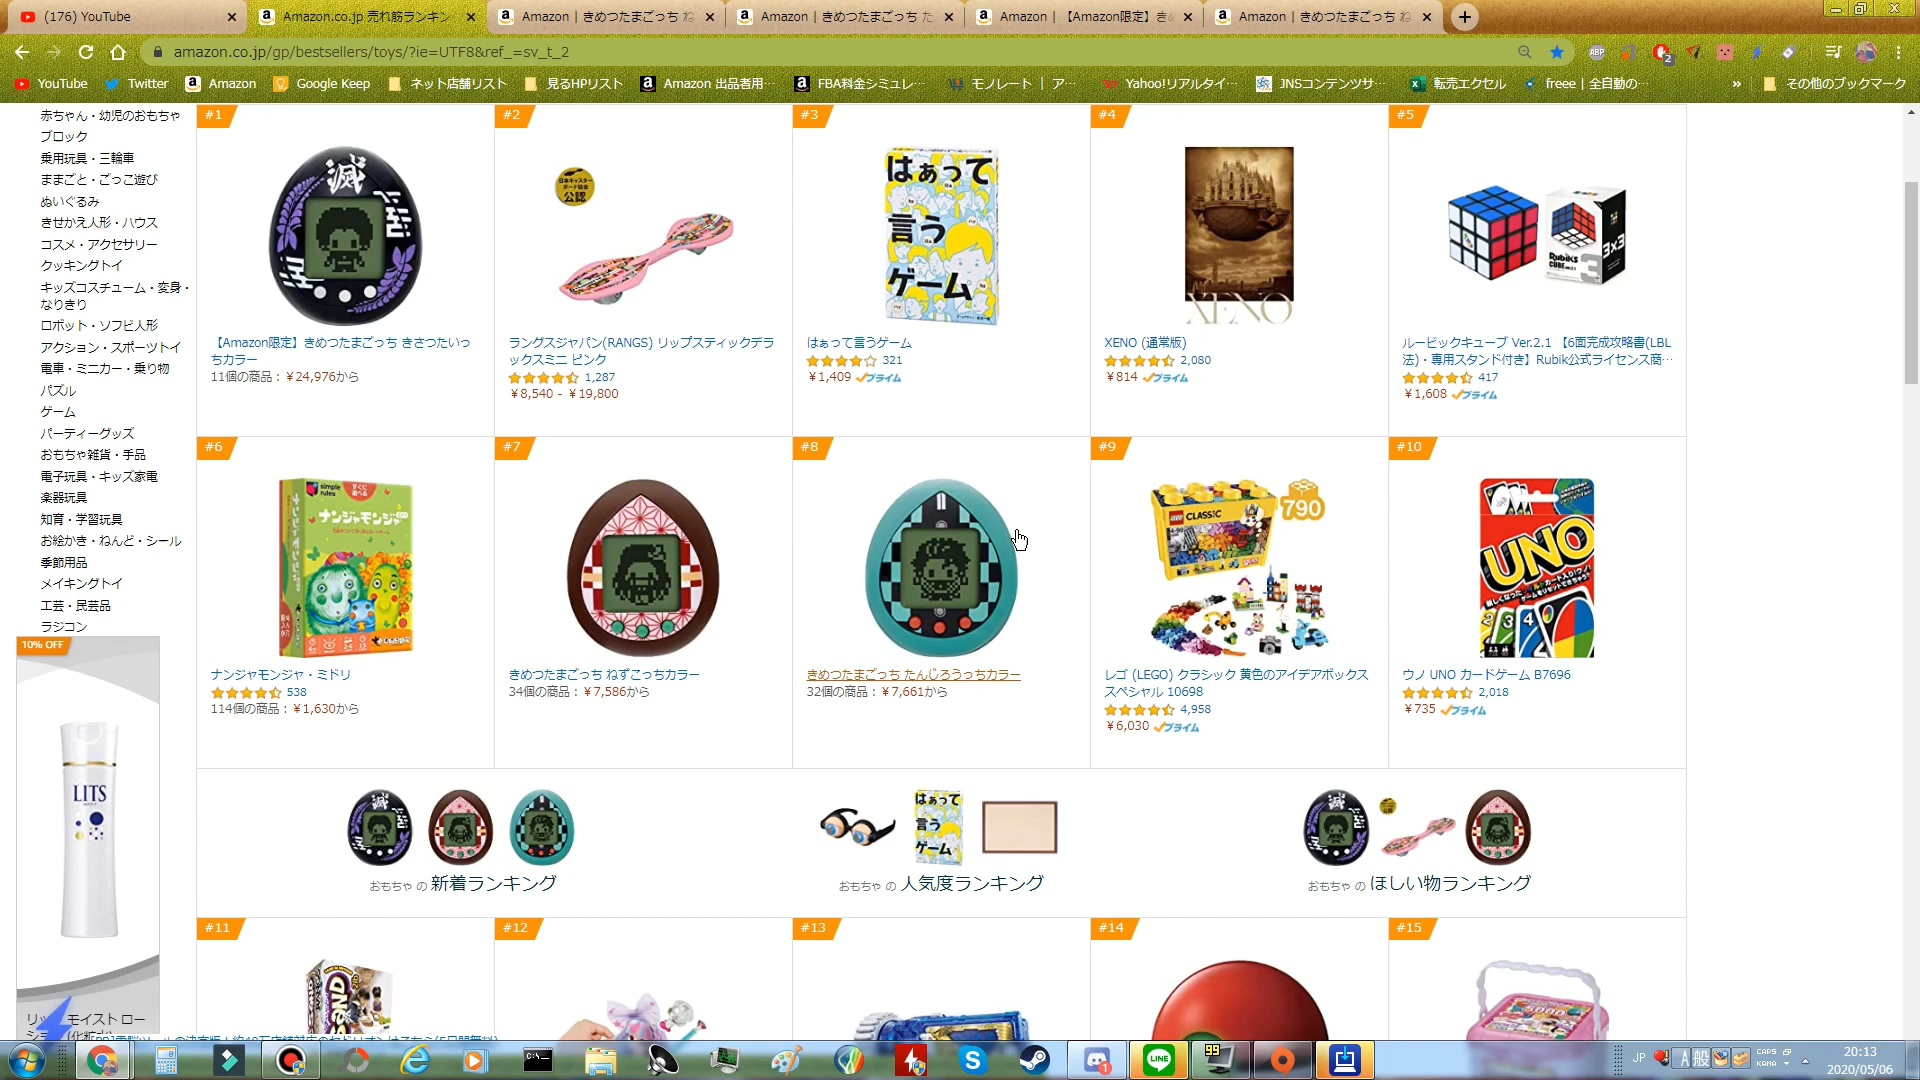 (176) YouTube
Amazon.co.jp 売れ筋ランキン
Amazon | きめつたまごっち ね
Amazon | きめつたまごっち た
Amazon | 【Amazon限定】き
Amazon | きめつたまごっち ね
amazon.co.jp/gp/bestsellers/toys/?ie=UTF8&ref_=sv_t_2
YouTube
Twitter
Amazon
Google Keep
ネット店舗リスト
見るHPリスト
Amazon 出品者用…
FBA料金シミュレ…
モノレート | ア…
Yahoo!リアルタイ…
JNSコンテンツサ…
転売エクセル
freee | 全自動の…
»
その他のブックマーク
赤ちゃん・幼児のおもちゃ
ブロック
乗用玩具・三輪車
ままごと・ごっこ遊び
ぬいぐるみ
きせかえ人形・ハウス
コスメ・アクセサリー
クッキングトイ
キッズコスチューム・変身・
なりきり
ロボット・ソフビ人形
アクション・スポーツトイ
電車・ミニカー・乗り物
パズル
ゲーム
パーティーグッズ
おもちゃ雑貨・手品
電子玩具・キッズ家電
楽器玩具
知育・学習玩具
お絵かき・ねんど・シール
季節用品
メイキングトイ
工芸・民芸品
ラジコン
10% OFF
LITS
#1
滅
【Amazon限定】きめつたまごっち きさつたいっ
ちカラー
11個の商品：￥24,976から
#2
日本キャスター
ボード協会
公認
ラングスジャパン(RANGS) リップスティックデラ
ックスミニ ピンク
1,287
￥8,540 - ￥19,800
#3
はぁって
言う
ゲーム
はぁって言うゲーム
321
￥1,409 プライム
#4
XENO
XENO (通常版)
2,080
￥814 プライム
#5
Rubik's
CUBE
3x3
3
ルービックキューブ Ver.2.1 【6面完成攻略書(LBL
法)・専用スタンド付き】Rubik公式ライセンス商…
417
￥1,608 プライム
#6
simple
rules
ナンジャモンジャ
ナンジャモンジャ・ミドリ
538
114個の商品：￥1,630から
#7
きめつたまごっち ねずこっちカラー
34個の商品：￥7,586から
#8
きめつたまごっち たんじろうっちカラー
32個の商品：￥7,661から
#9
LEGO CLASSIC
790
レゴ (LEGO) クラシック 黄色のアイデアボックス
スペシャル 10698
4,958
￥6,030 プライム
#10
UNO
ウノ UNO カードゲーム B7696
2,018
￥735 プライム
おもちゃ の 新着ランキング
おもちゃ の 人気度ランキング
おもちゃ の ほしい物ランキング
#11
#12
#13
#14
#15
LINE
99
JP
A 般
CAPS
KANA
20:13
2020/05/06